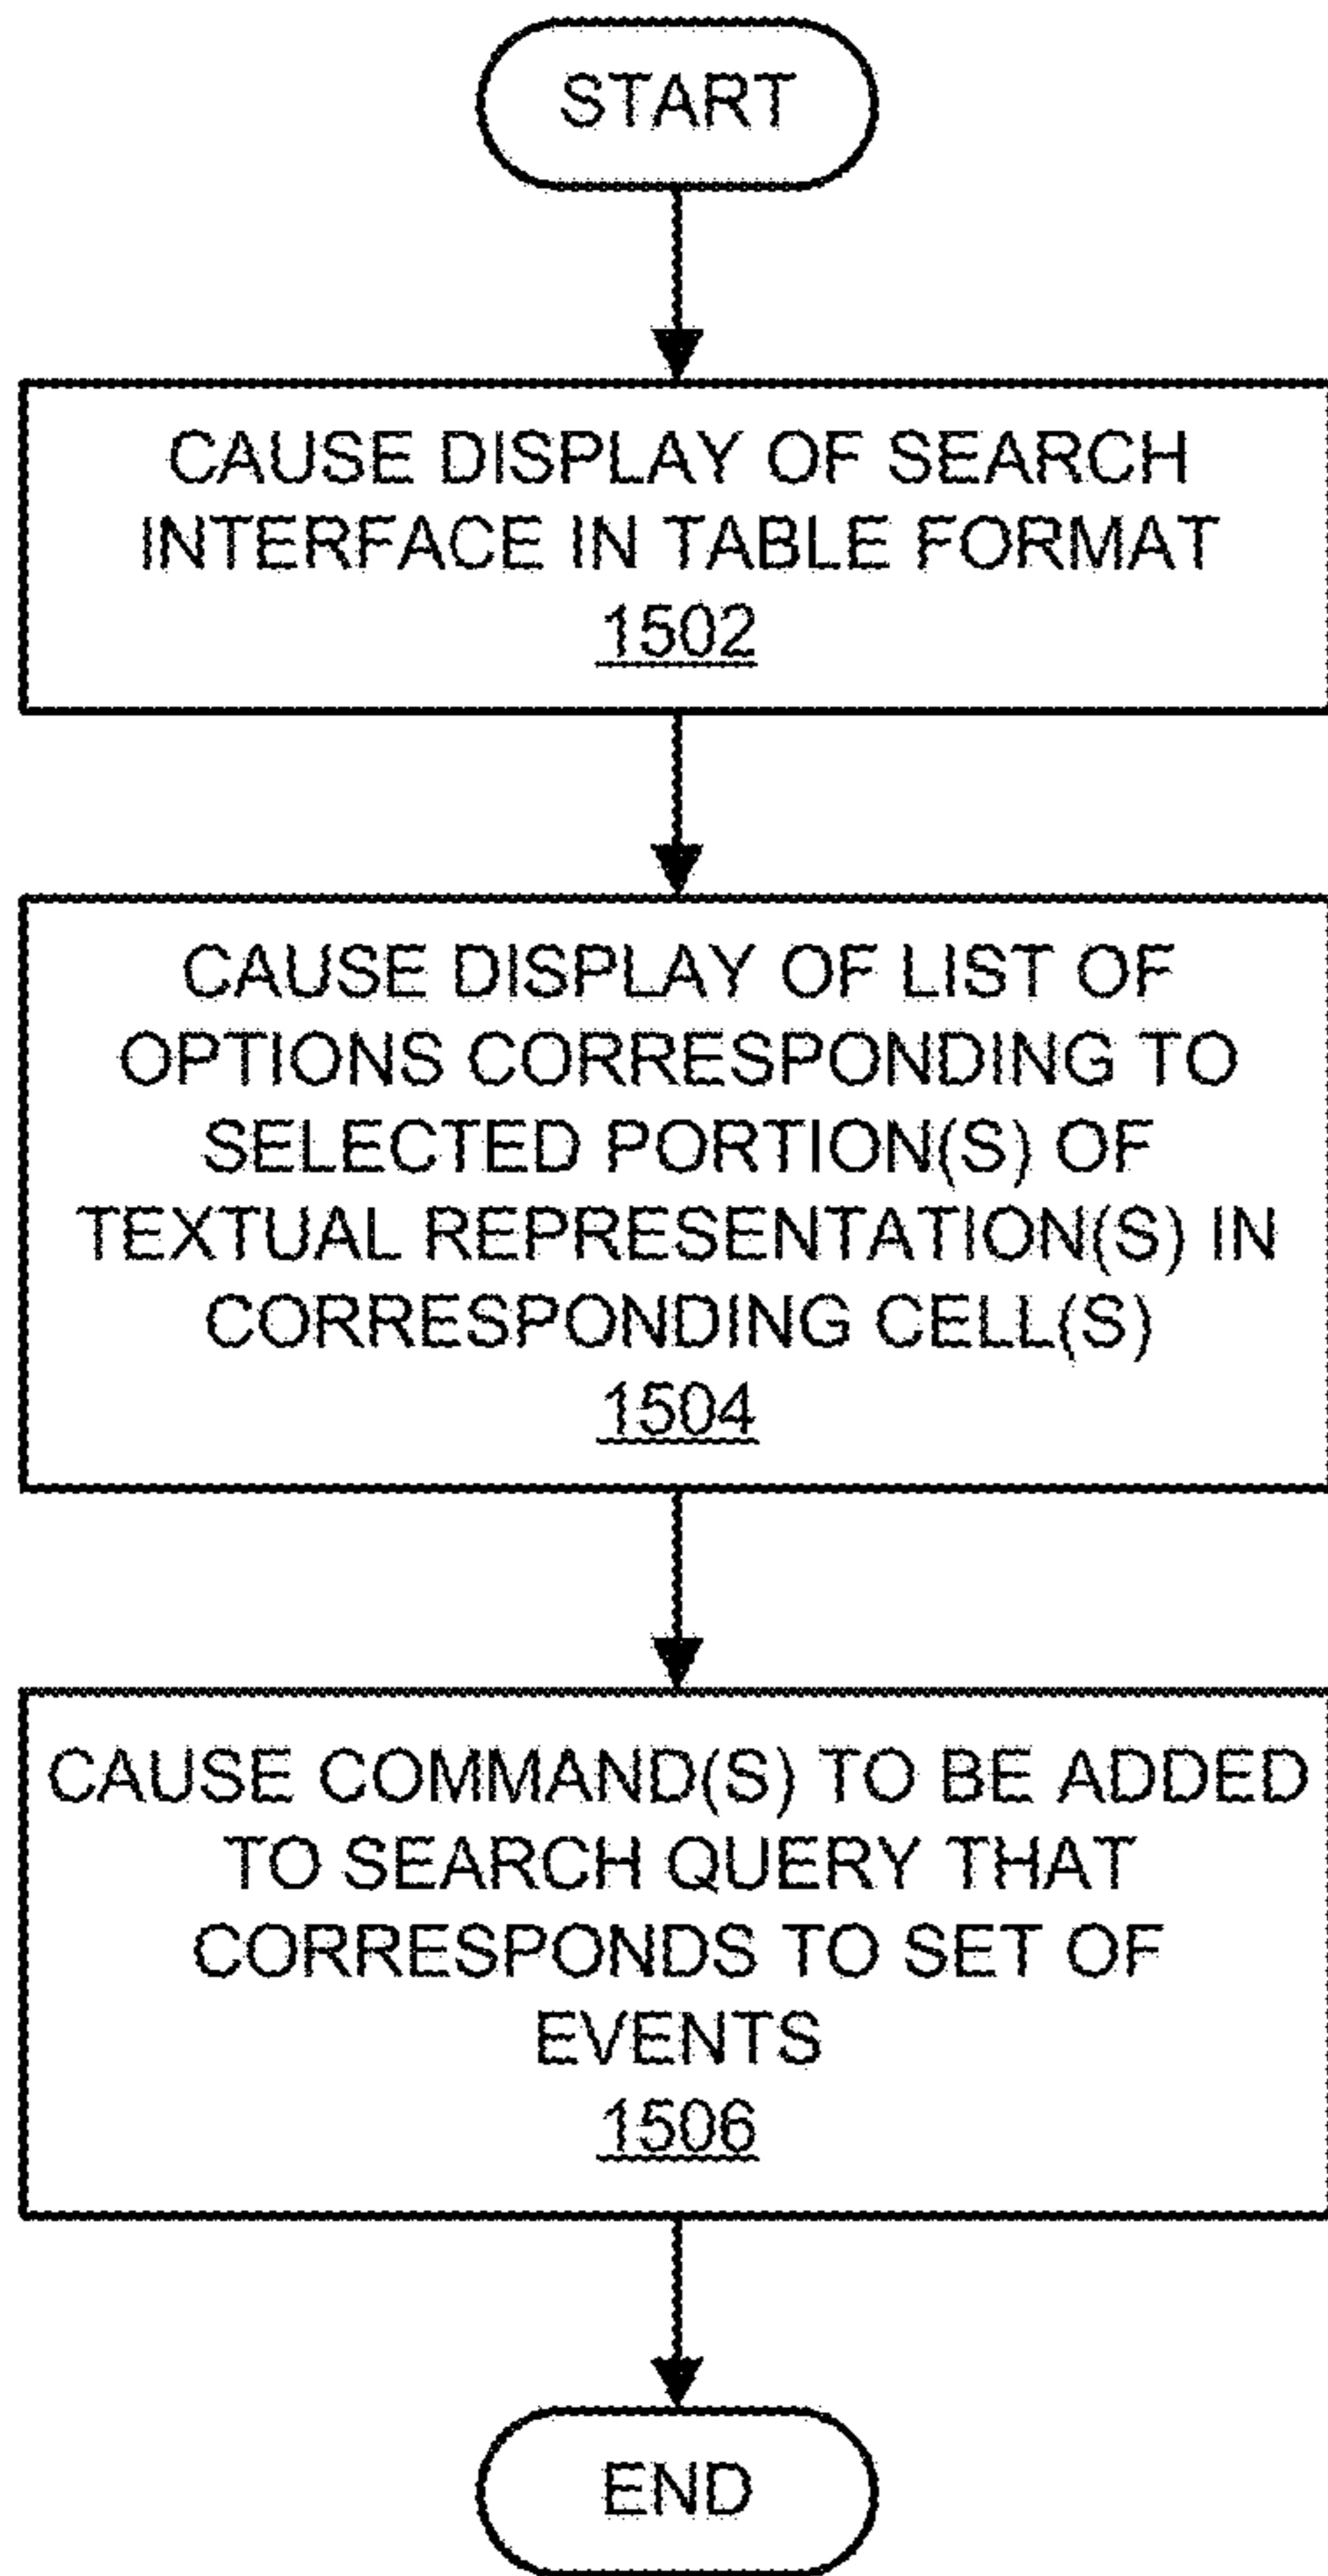 START
CAUSE DISPLAY OF SEARCH
INTERFACE IN TABLE FORMAT
1502
CAUSE DISPLAY OF LIST OF
OPTIONS CORRESPONDING TO
SELECTED PORTION(S) OF
TEXTUAL REPRESENTATION(S) IN
CORRESPONDING CELL(S)
1504
CAUSE COMMAND(S) TO BE ADDED
TO SEARCH QUERY THAT
CORRESPONDS TO SET OF
EVENTS
1506
END